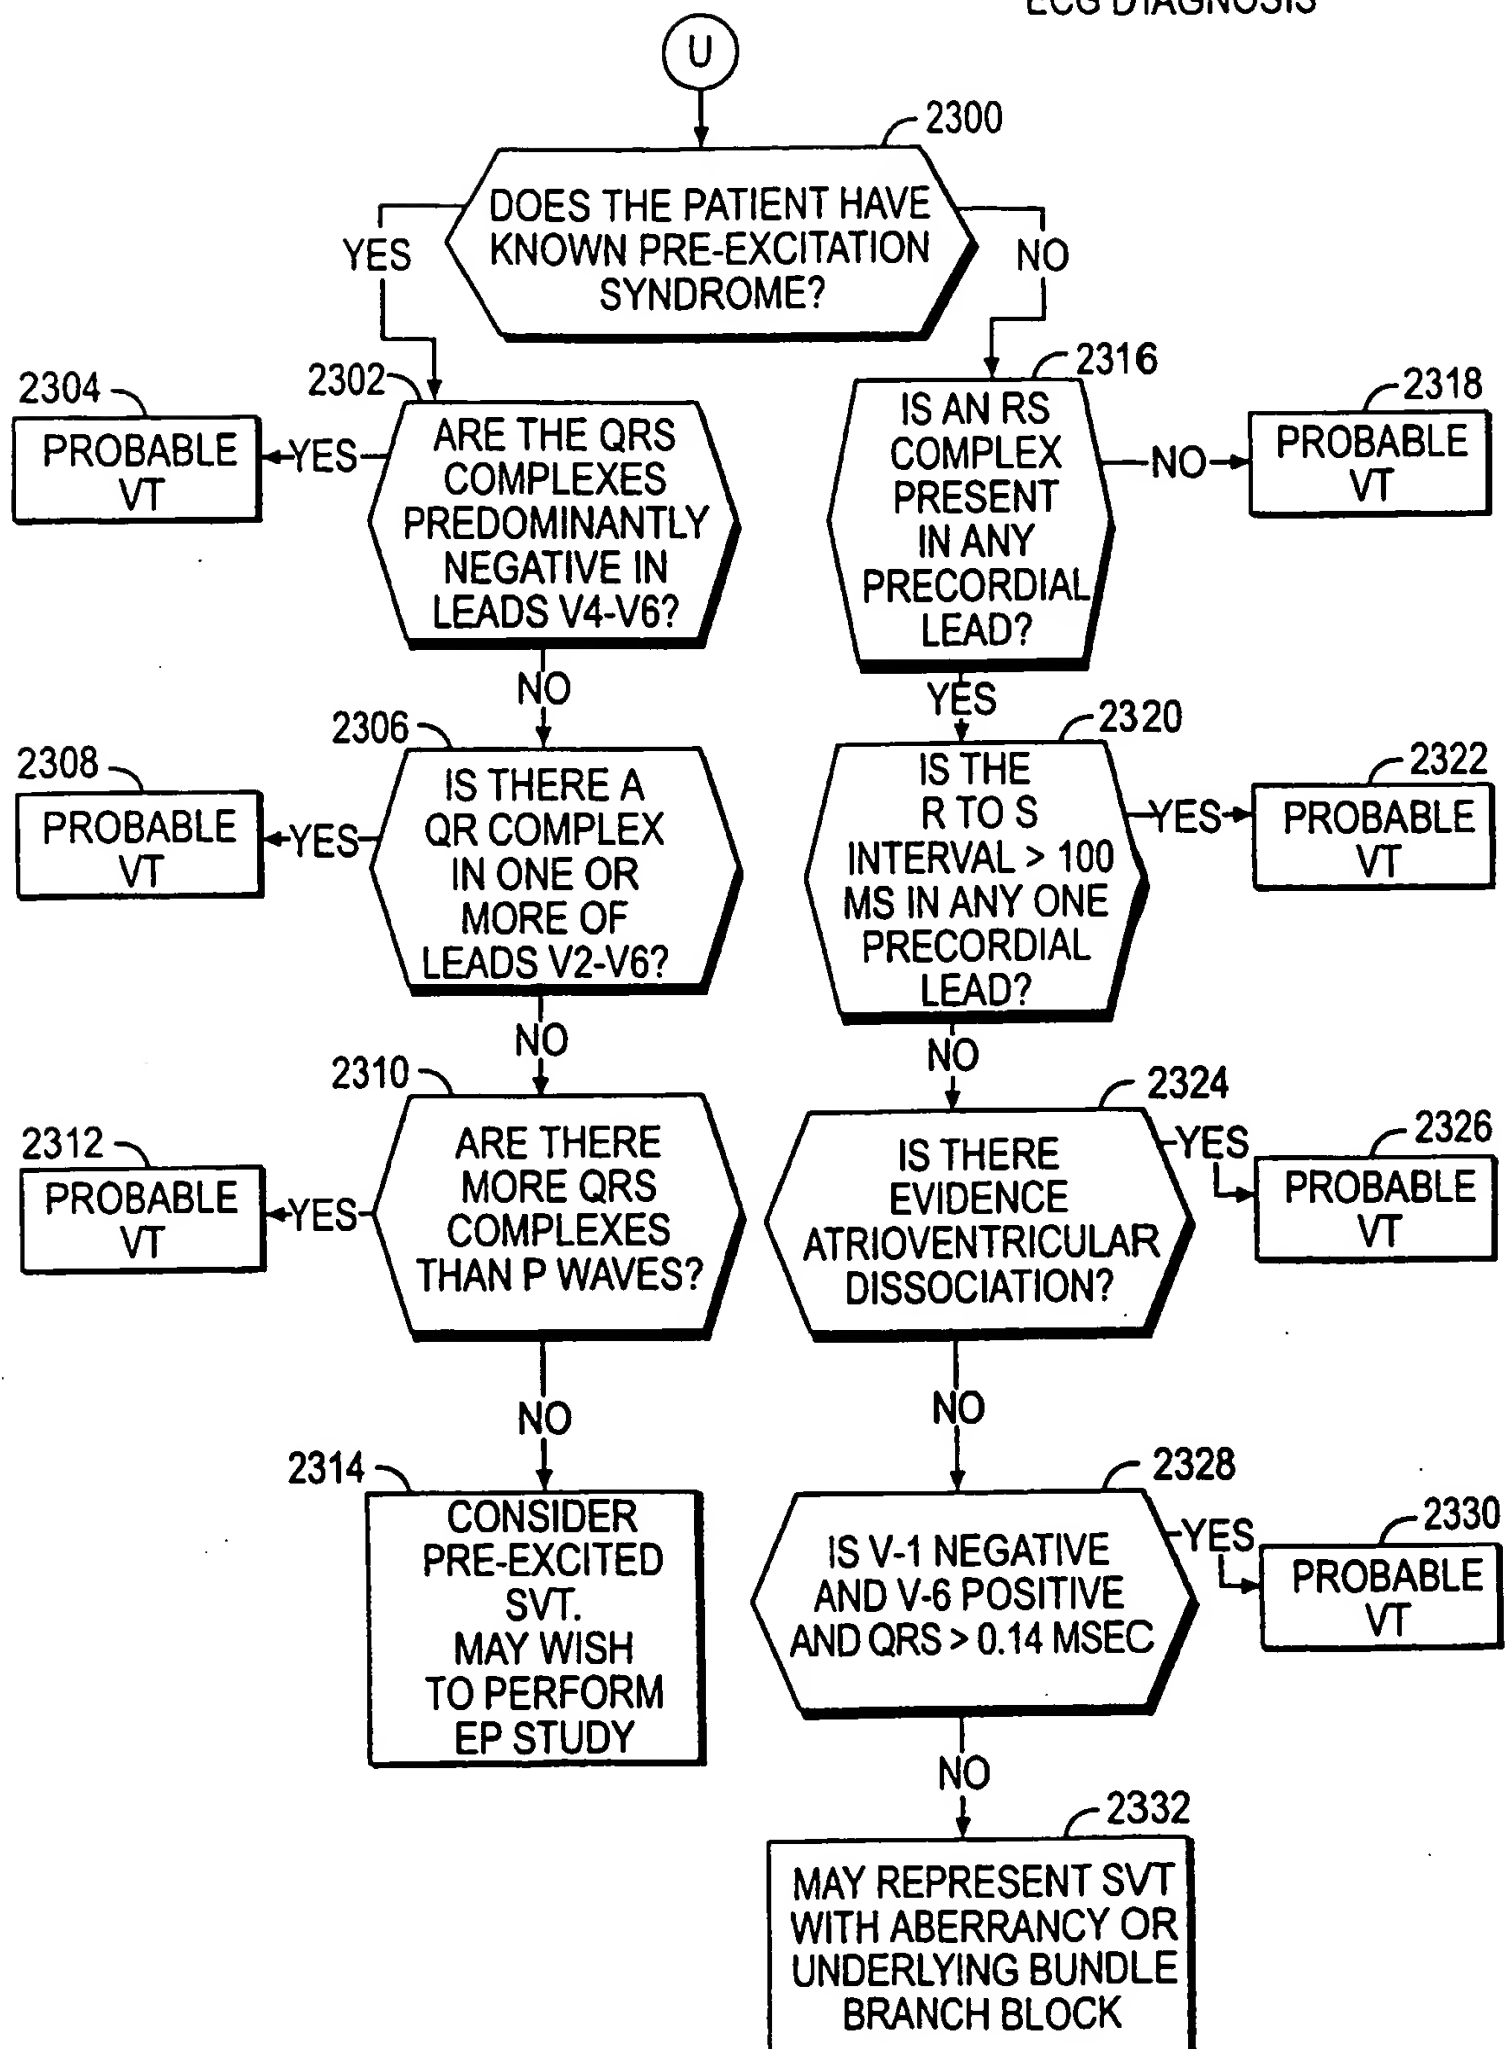 ECG DIAGNOSIS
U
2300
DOES THE PATIENT HAVE
KNOWN PRE-EXCITATION
SYNDROME?
YES
NO
2302
ARE THE QRS
COMPLEXES
PREDOMINANTLY
NEGATIVE IN
LEADS V4-V6?
YES
2304
PROBABLE
VT
NO
2306
IS THERE A
QR COMPLEX
IN ONE OR
MORE OF
LEADS V2-V6?
YES
2308
PROBABLE
VT
NO
2310
ARE THERE
MORE QRS
COMPLEXES
THAN P WAVES?
YES
2312
PROBABLE
VT
NO
2314
CONSIDER
PRE-EXCITED
SVT.
MAY WISH
TO PERFORM
EP STUDY
2316
IS AN RS
COMPLEX
PRESENT
IN ANY
PRECORDIAL
LEAD?
NO
2318
PROBABLE
VT
YES
2320
IS THE
R TO S
INTERVAL > 100
MS IN ANY ONE
PRECORDIAL
LEAD?
YES
2322
PROBABLE
VT
NO
2324
IS THERE
EVIDENCE
ATRIOVENTRICULAR
DISSOCIATION?
YES
2326
PROBABLE
VT
NO
2328
IS V-1 NEGATIVE
AND V-6 POSITIVE
AND QRS > 0.14 MSEC
YES
2330
PROBABLE
VT
NO
2332
MAY REPRESENT SVT
WITH ABERRANCY OR
UNDERLYING BUNDLE
BRANCH BLOCK